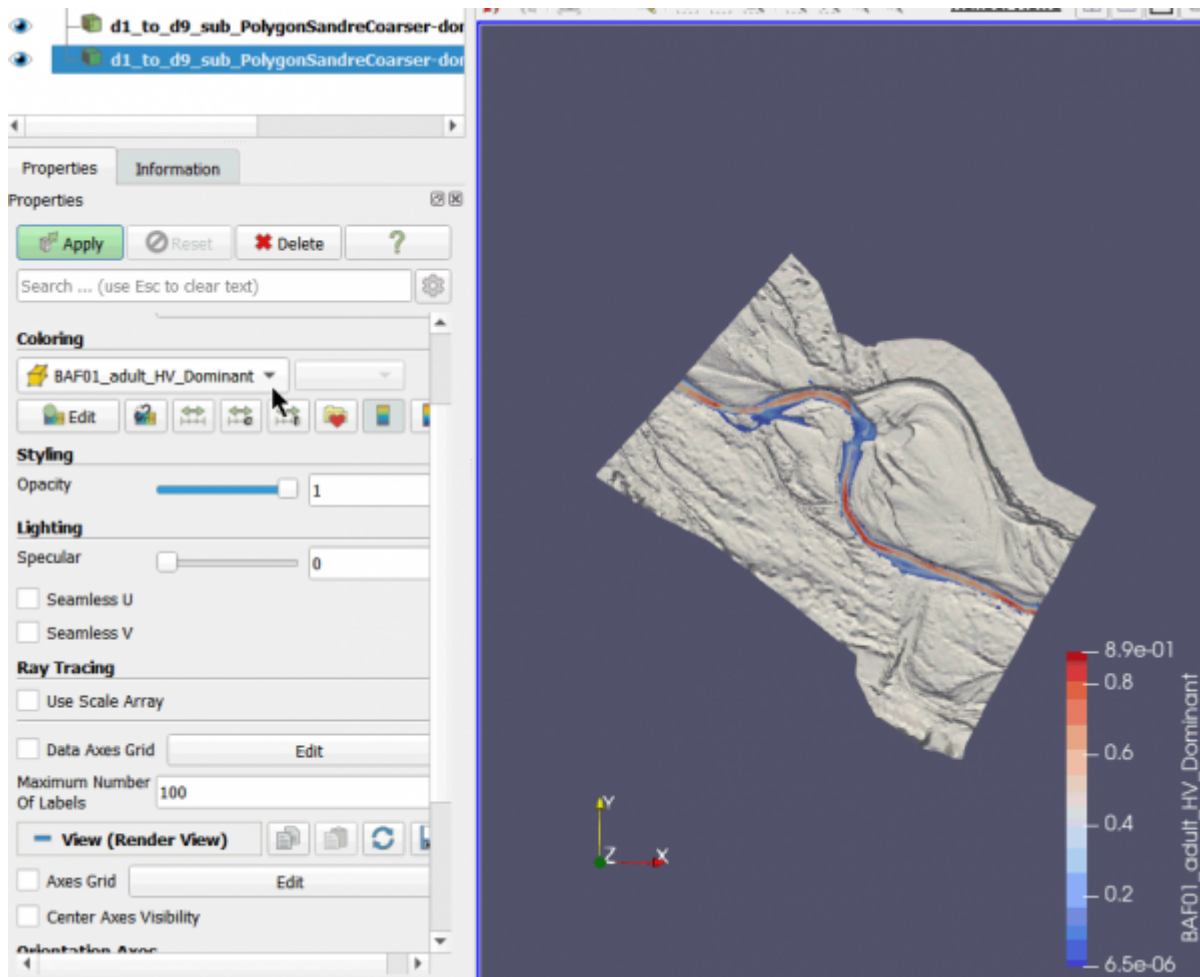 d1_to_d9_sub_PolygonSandreCoarser-dor
d1_to_d9_sub_PolygonSandreCoarser-dor
Properties
Information
Properties
Apply
Reset
Delete
?
Search ... (use Esc to clear text)
Coloring
BAF01_adult_HV_Dominant
Edit
Styling
Opacity
1
Lighting
Specular
0
Seamless U
Seamless V
Ray Tracing
Use Scale Array
Data Axes Grid
Edit
Maximum Number
Of Labels
100
View (Render View)
Axes Grid
Edit
Center Axes Visibility
Orientation Axes
Y
Z
X
8.9e-01
0.8
0.6
0.4
0.2
6.5e-06
BAF01_adult_HV_Dominant